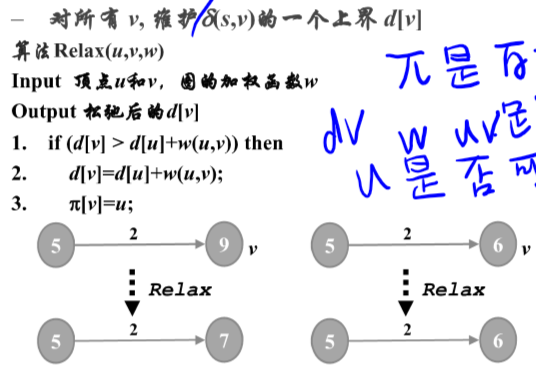 – 对所有 v, 维护δ(s,v)的一个上界 d[v]
算法Relax(u,v,w)
Input 顶点u和v，图的加权函数w
Output 松弛后的d[v]
1. if (d[v] > d[u]+w(u,v)) then
2. d[v]=d[u]+w(u,v);
3. π[v]=u;
π 是
dv w uv
u 是否
5 2 9 v
5 2 6 v
Relax
Relax
5 2 7
5 2 6